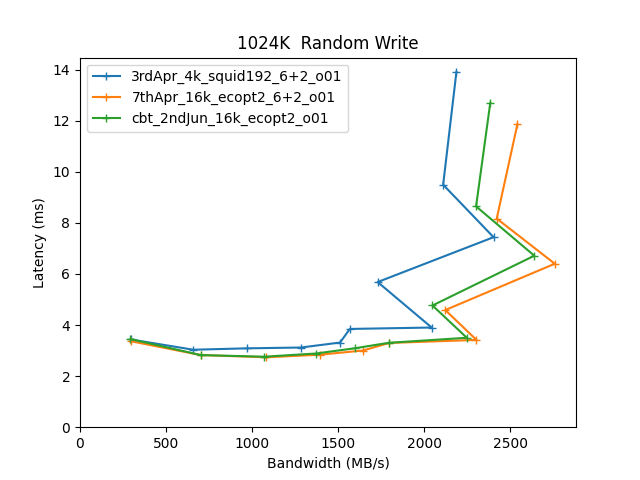 1024K  Random Write
14
12
10
8
6
4
2
0
Latency (ms)
3rdApr_4k_squid192_6+2_o01
7thApr_16k_ecopt2_6+2_o01
cbt_2ndJun_16k_ecopt2_o01
0 500 1000 1500 2000 2500
Bandwidth (MB/s)